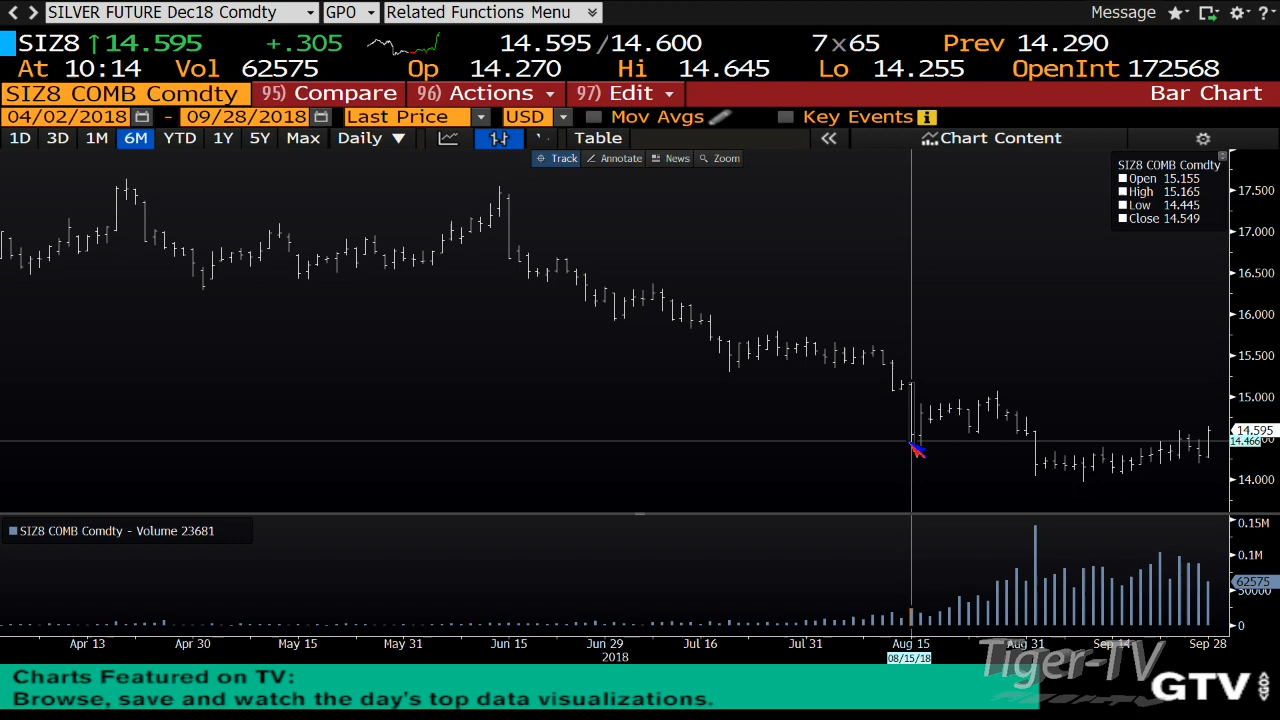 SILVER FUTURE Dec18 Comdty GPO Related Functions Menu Message
SIZ8 ↑14.595 +.305 14.595/14.600 7x65 Prev 14.290
At 10:14 Vol 62575 Op 14.270 Hi 14.645 Lo 14.255 OpenInt 172568
SIZ8 COMB Comdty 95) Compare 96) Actions 97) Edit Bar Chart
04/02/2018 - 09/28/2018 Last Price USD Mov Avgs Key Events
1D 3D 1M 6M YTD 1Y 5Y Max Daily ▼ Table « Chart Content
Track Annotate News Zoom
SIZ8 COMB Comdty
Open 15.155
High 15.165
Low 14.445
Close 14.549
17.500
17.000
16.500
16.000
15.500
15.000
14.595
14.466
14.000
SIZ8 COMB Comdty - Volume 23681
0.15M
0.1M
62575
50000
0
Apr 13 Apr 30 May 15 May 31 Jun 15 Jun 29 Jul 16 Jul 31 Aug 15 Aug 31 Sep 14 Sep 28
2018 08/15/18
Tiger-TV
Charts Featured on TV:
Browse, save and watch the day's top data visualizations.
GTV